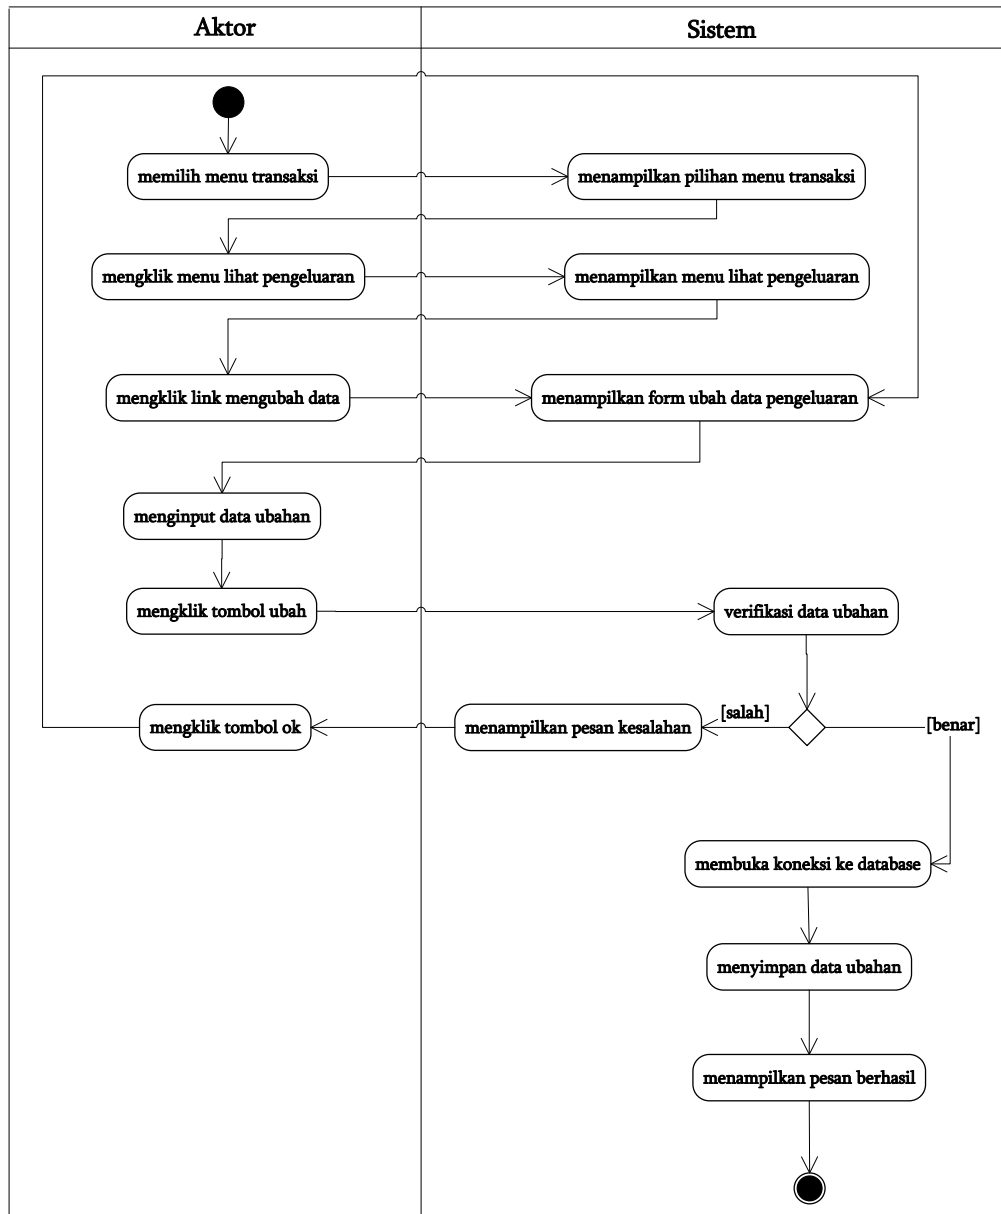 Aktor
Sistem
memilih menu transaksi
menampilkan pilihan menu transaksi
mengklik menu lihat pengeluaran
menampilkan menu lihat pengeluaran
mengklik link mengubah data
menampilkan form ubah data pengeluaran
menginput data ubahan
mengklik tombol ubah
verifikasi data ubahan
[salah]
[benar]
mengklik tombol ok
menampilkan pesan kesalahan
membuka koneksi ke database
menyimpan data ubahan
menampilkan pesan berhasil